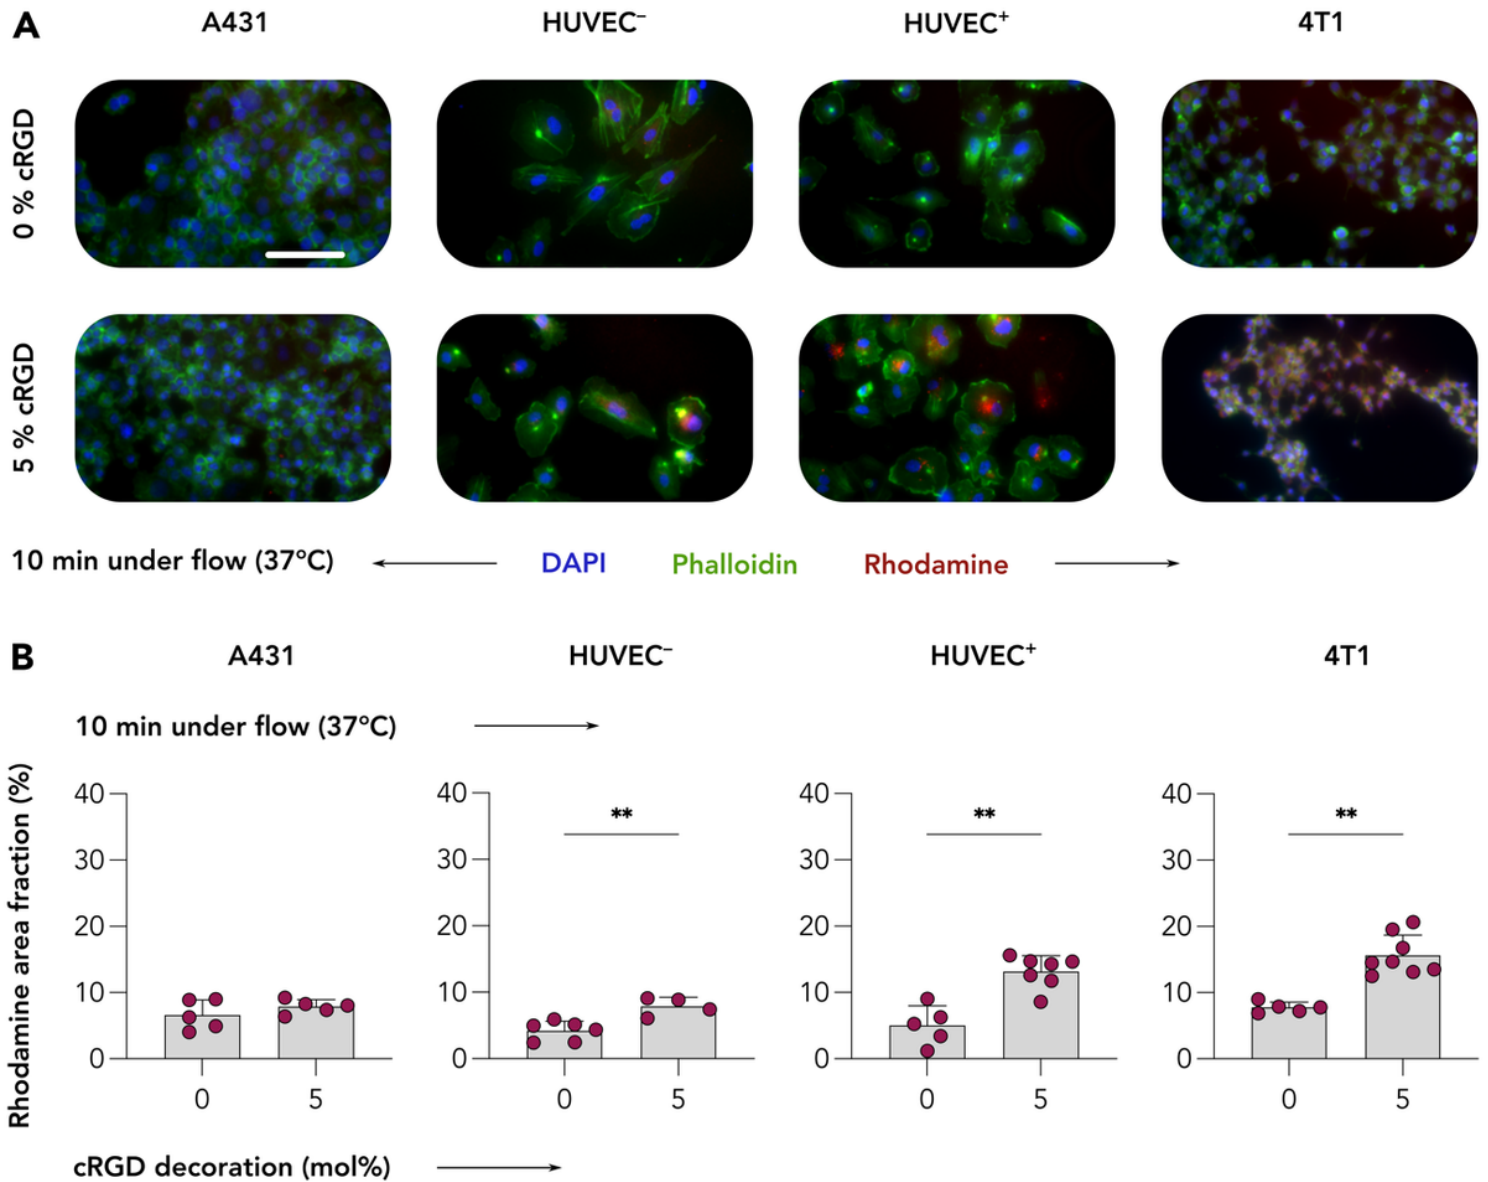 A
A431 HUVEC⁻ HUVEC⁺ 4T1
0 % cRGD
5 % cRGD
10 min under flow (37°C) DAPI Phalloidin Rhodamine
B
A431 HUVEC⁻ HUVEC⁺ 4T1
10 min under flow (37°C)
Rhodamine area fraction (%)
40 40 40 40
** ** **
30 30 30 30
20 20 20 20
10 10 10 10
0 0 0 0
0 5 0 5 0 5 0 5
cRGD decoration (mol%)